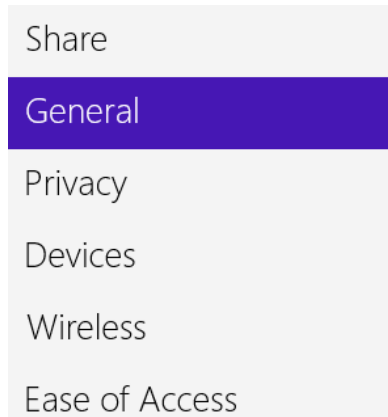 Share
General
Privacy
Devices
Wireless
Ease of Access